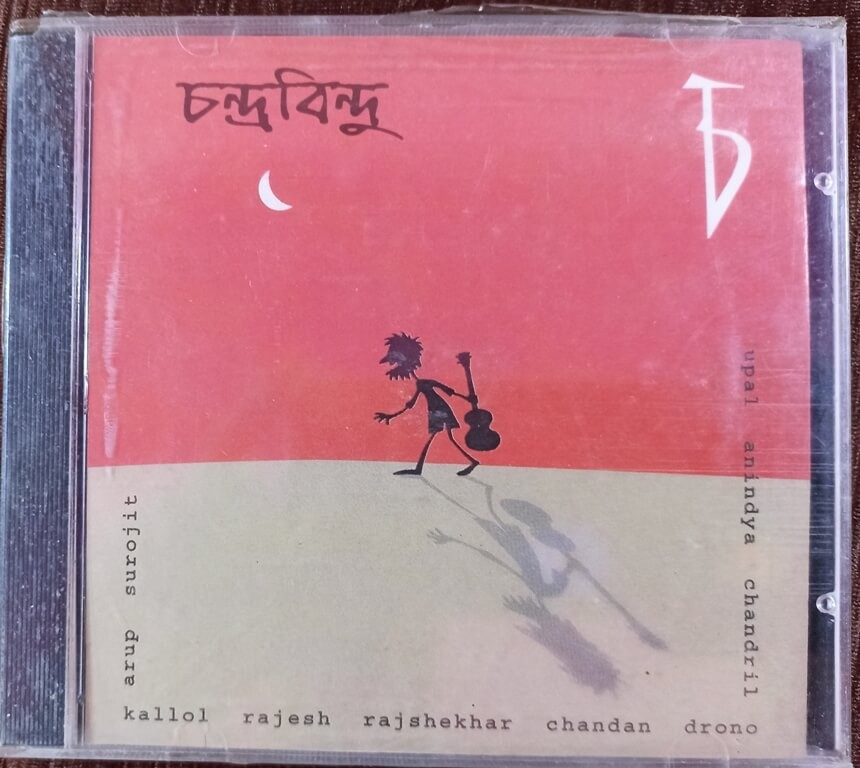 চন্দ্রবিন্দু
চ
upal anindya chandril
arup surojit
kallol rajesh rajshekhar chandan drono